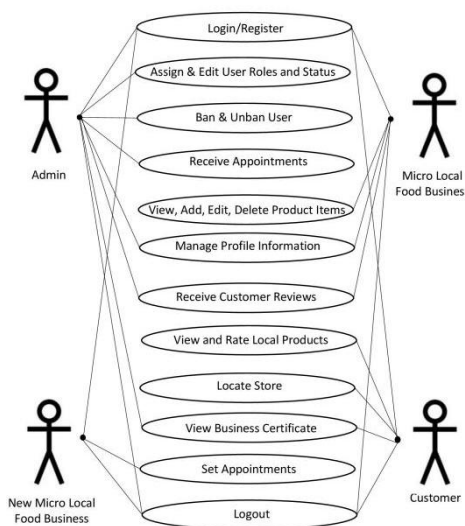 Login/Register
Assign & Edit User Roles and Status
Ban & Unban User
Admin
Micro Local
Food Busines
Receive Appointments
View, Add, Edit, Delete Product Items
Manage Profile Information
Receive Customer Reviews
View and Rate Local Products
Locate Store
View Business Certificate
Set Appointments
New Micro Local
Food Business
Customer
Logout